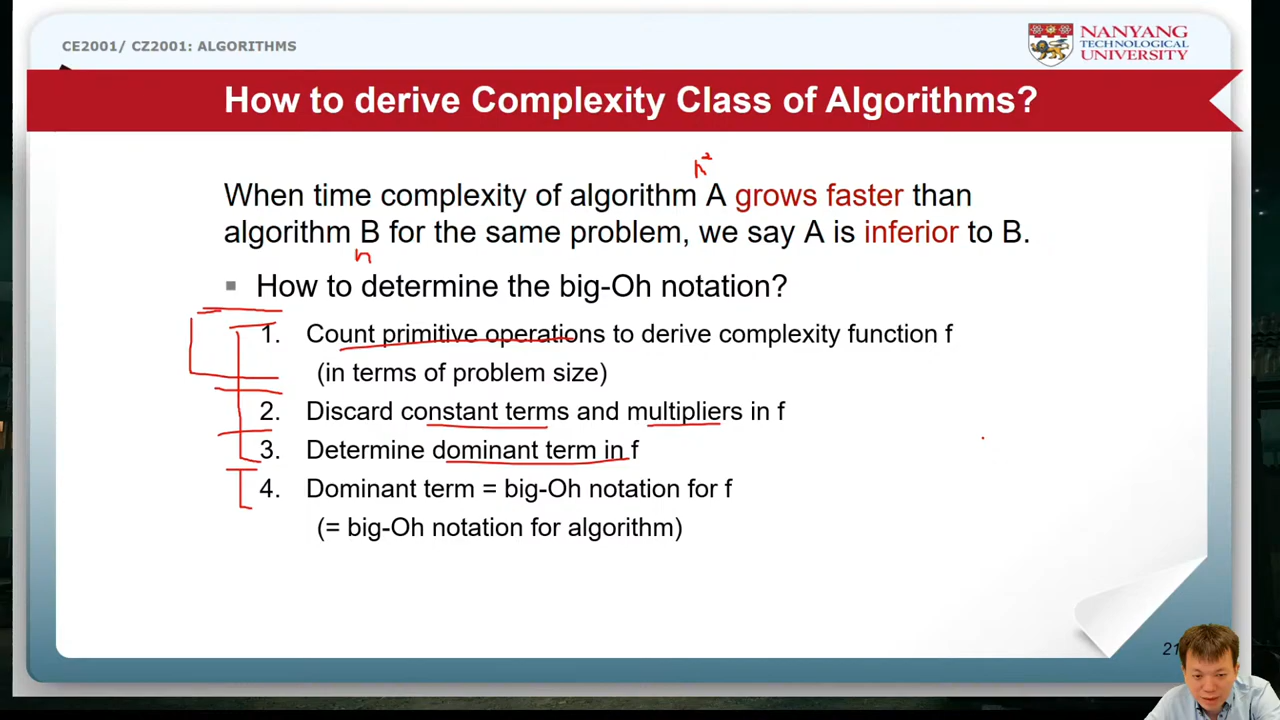 CE2001/ CZ2001: ALGORITHMS
NANYANG
TECHNOLOGICAL
UNIVERSITY
How to derive Complexity Class of Algorithms?
n²
When time complexity of algorithm A grows faster than
algorithm B for the same problem, we say A is inferior to B.
n
▪ How to determine the big-Oh notation?
1. Count primitive operations to derive complexity function f
(in terms of problem size)
2. Discard constant terms and multipliers in f
3. Determine dominant term in f
4. Dominant term = big-Oh notation for f
(= big-Oh notation for algorithm)